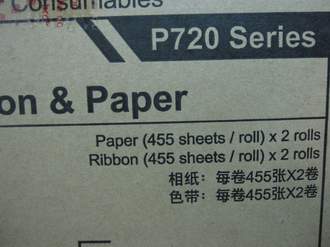 Consumables
P720 Series
on & Paper
Paper (455 sheets / roll) x 2 rolls
Ribbon (455 sheets / roll) x 2 rolls
相纸：每卷455张X2卷
色带：每卷455张X2卷